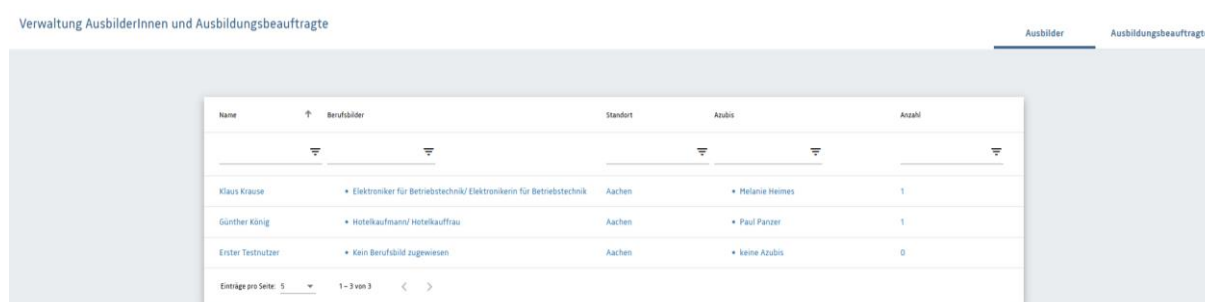 Verwaltung AusbilderInnen und Ausbildungsbeauftragte
Ausbilder Ausbildungsbeauftragte
Name Berufsbilder Standort Azubis Anzahl
Klaus Krause • Elektroniker für Betriebstechnik/ Elektronikerin für Betriebstechnik Aachen • Melanie Heimes 1
Günther König • Hotelkaufmann/ Hotelkauffrau Aachen • Paul Panzer 1
Erster Testnutzer • Kein Berufsbild zugewiesen Aachen • keine Azubis 0
Einträge pro Seite: 5 1 – 3 von 3